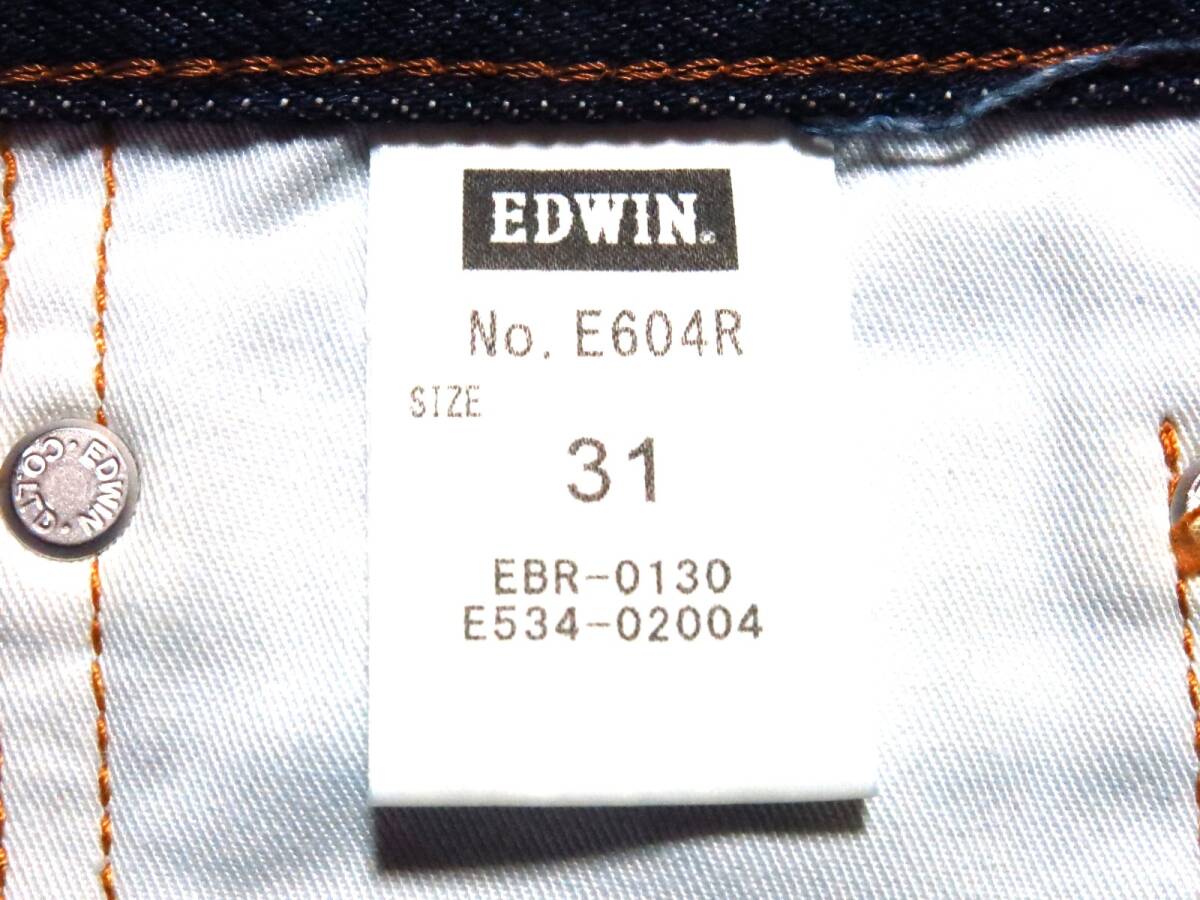 EDWIN.
No. E604R
SIZE
31
EBR-0130
E534-02004
EDWIN · CO. LTD ·